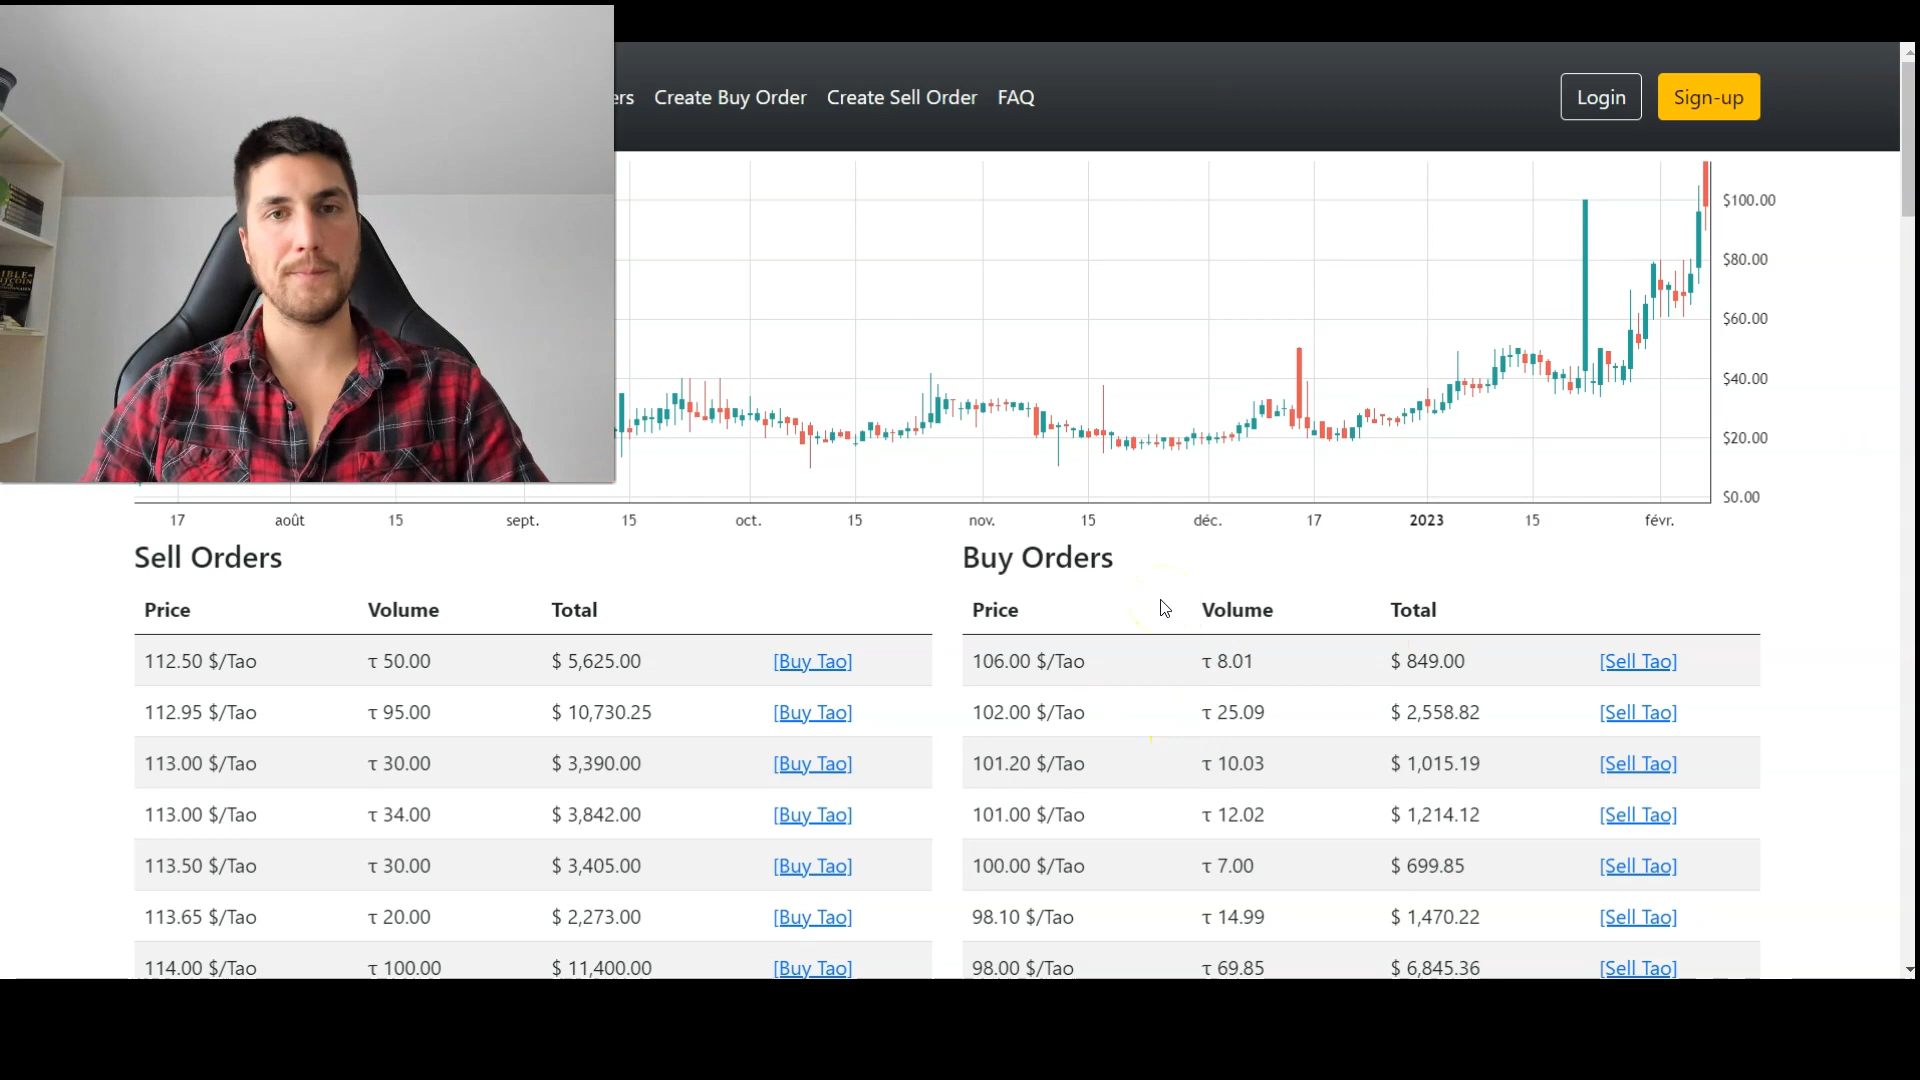 ers Create Buy Order Create Sell Order FAQ Login Sign-up
$100.00
$80.00
$60.00
$40.00
$20.00
$0.00
17 août 15 sept. 15 oct. 15 nov. 15 déc. 17 2023 15 févr.
Sell Orders
Price Volume Total
112.50 $/Tao τ 50.00 $ 5,625.00 [Buy Tao]
112.95 $/Tao τ 95.00 $ 10,730.25 [Buy Tao]
113.00 $/Tao τ 30.00 $ 3,390.00 [Buy Tao]
113.00 $/Tao τ 34.00 $ 3,842.00 [Buy Tao]
113.50 $/Tao τ 30.00 $ 3,405.00 [Buy Tao]
113.65 $/Tao τ 20.00 $ 2,273.00 [Buy Tao]
114.00 $/Tao τ 100.00 $ 11,400.00 [Buy Tao]
Buy Orders
Price Volume Total
106.00 $/Tao τ 8.01 $ 849.00 [Sell Tao]
102.00 $/Tao τ 25.09 $ 2,558.82 [Sell Tao]
101.20 $/Tao τ 10.03 $ 1,015.19 [Sell Tao]
101.00 $/Tao τ 12.02 $ 1,214.12 [Sell Tao]
100.00 $/Tao τ 7.00 $ 699.85 [Sell Tao]
98.10 $/Tao τ 14.99 $ 1,470.22 [Sell Tao]
98.00 $/Tao τ 69.85 $ 6,845.36 [Sell Tao]